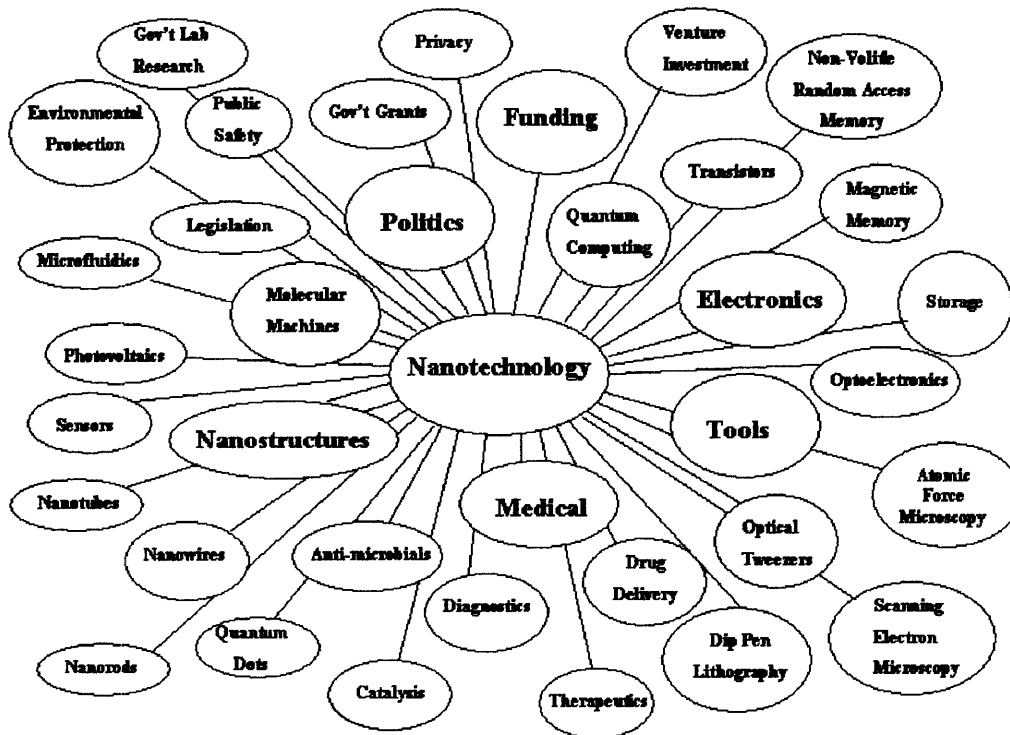 Gov't Lab
Research
Privacy
Venture
Investment
Non-Volitle
Random Access
Memory
Environmental
Protection
Public
Safety
Gov't Grants
Funding
Transistors
Magnetic
Memory
Legislation
Politics
Quantum
Computing
Microfluidics
Molecular
Machines
Electronics
Storage
Photovoltaics
Nanotechnology
Optoelectronics
Sensors
Nanostructures
Tools
Nanotubes
Medical
Atomic
Force
Microscopy
Nanowires
Anti-microbials
Optical
Tweezers
Diagnostics
Drug
Delivery
Scanning
Electron
Microscopy
Nanorods
Quantum
Dots
Dip Pen
Lithography
Catalysis
Therapeutics